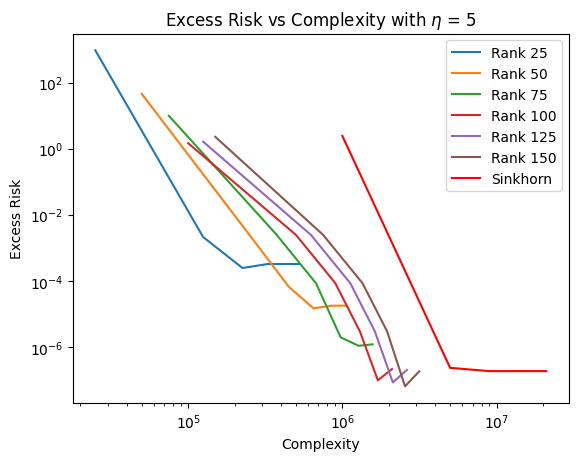 Excess Risk vs Complexity with η = 5
Excess Risk
10²
10⁰
10⁻²
10⁻⁴
10⁻⁶
Rank 25
Rank 50
Rank 75
Rank 100
Rank 125
Rank 150
Sinkhorn
10⁵ 10⁶ 10⁷
Complexity